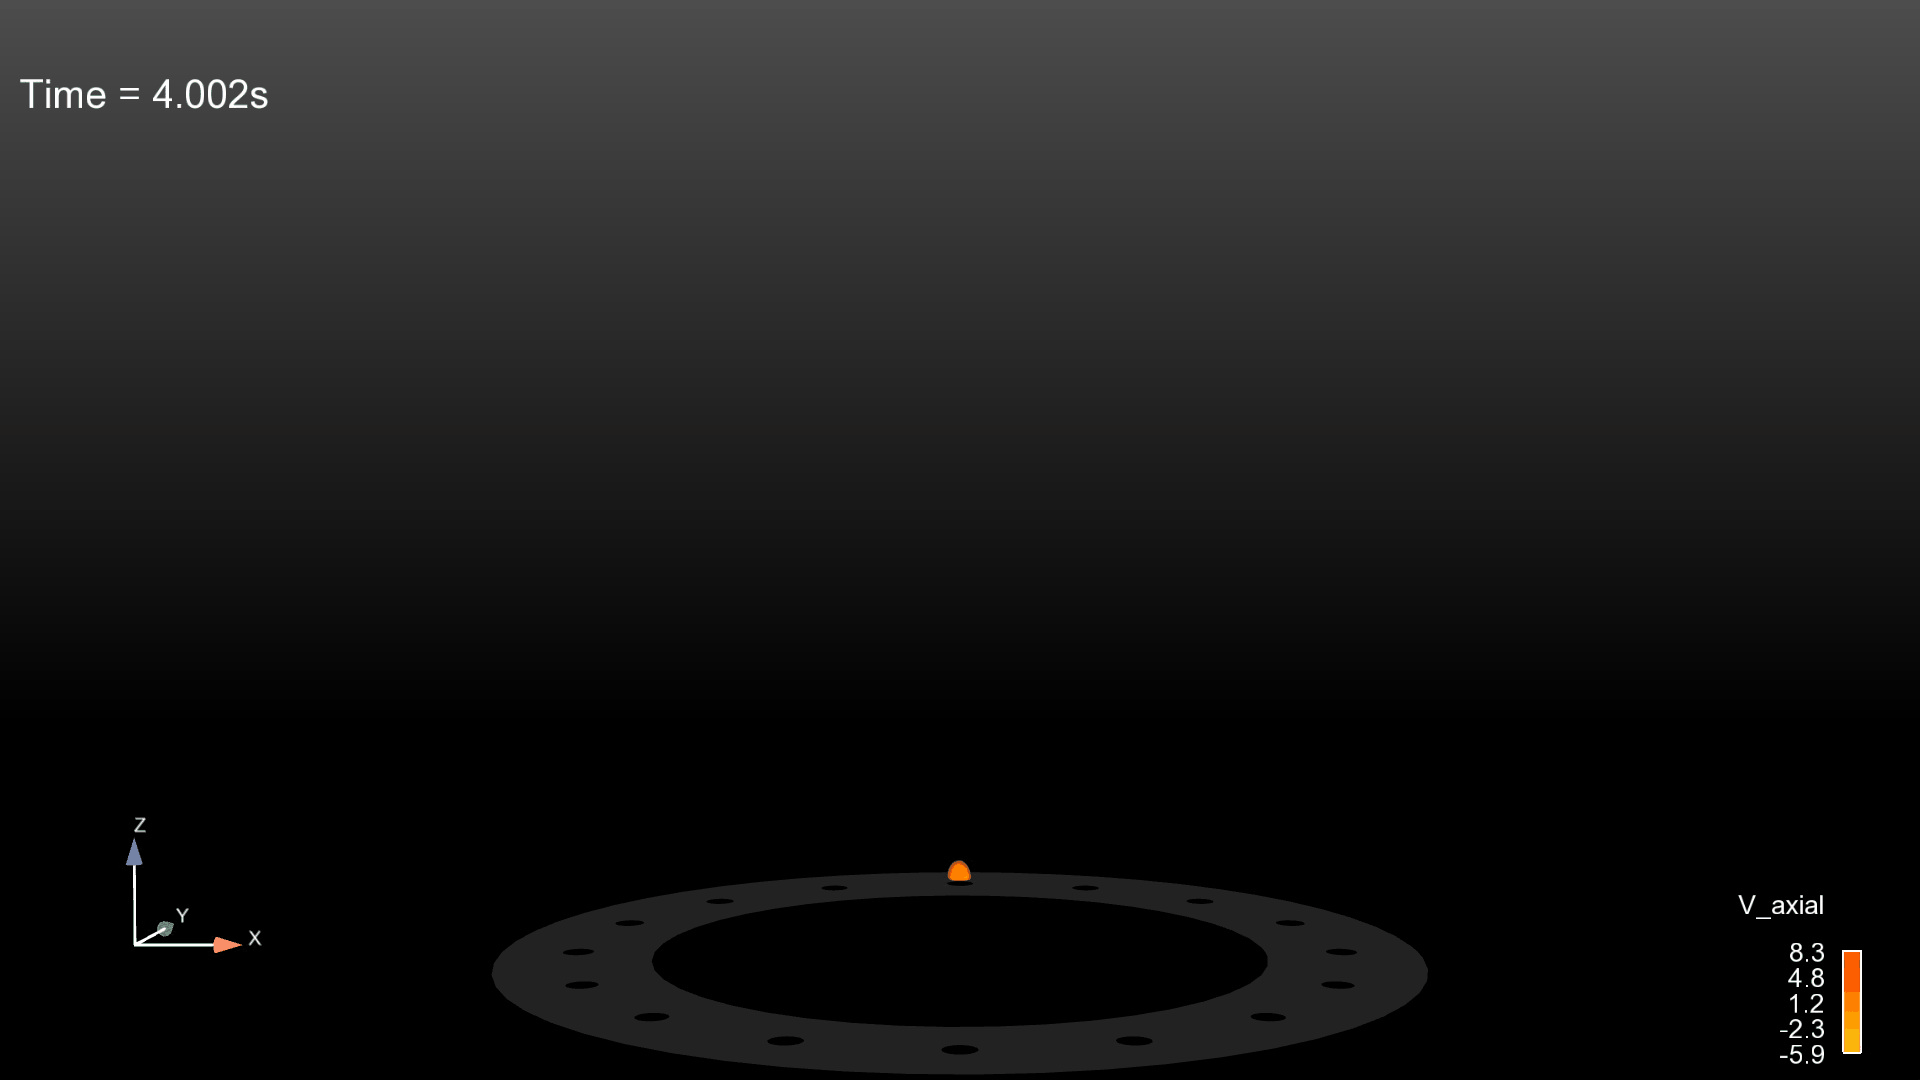 Time = 4.002s
Z
Y
X
V_axial
8.3
4.8
1.2
-2.3
-5.9